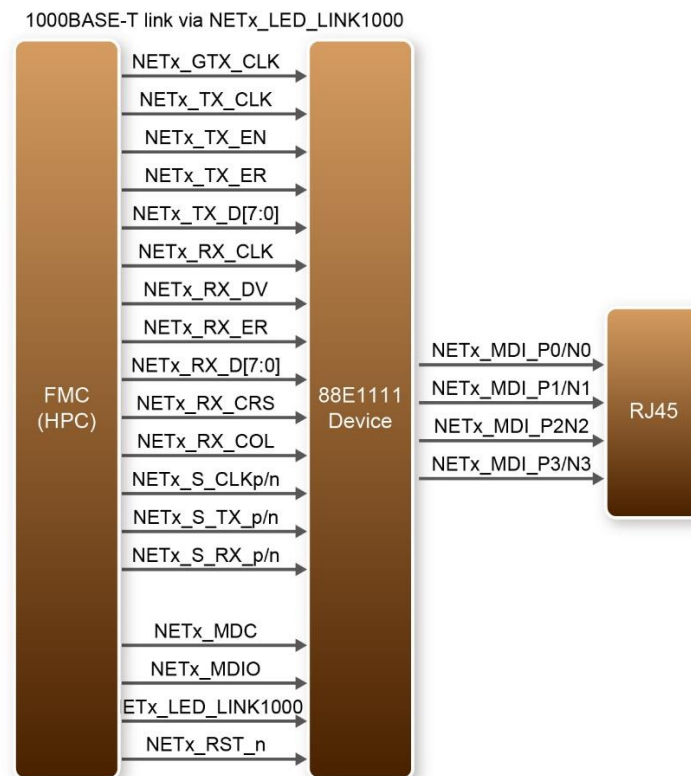 1000BASE-T link via NETx_LED_LINK1000
NETx_GTX_CLK
NETx_TX_CLK
NETx_TX_EN
NETx_TX_ER
NETx_TX_D[7:0]
NETx_RX_CLK
NETx_RX_DV
NETx_RX_ER
NETx_RX_D[7:0]
NETx_RX_CRS
NETx_RX_COL
NETx_S_CLKp/n
NETx_S_TX_p/n
NETx_S_RX_p/n
NETx_MDC
NETx_MDIO
ETx_LED_LINK1000
NETx_RST_n
FMC
(HPC)
88E1111
Device
NETx_MDI_P0/N0
NETx_MDI_P1/N1
NETx_MDI_P2N2
NETx_MDI_P3/N3
RJ45